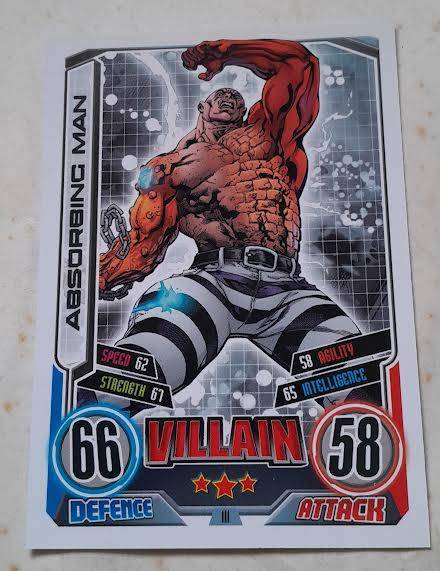 ABSORBING MAN
SPEED 62
58 AGILITY
STRENGTH 67
65 INTELLIGENCE
66
VILLAIN
58
DEFENCE
111
ATTACK